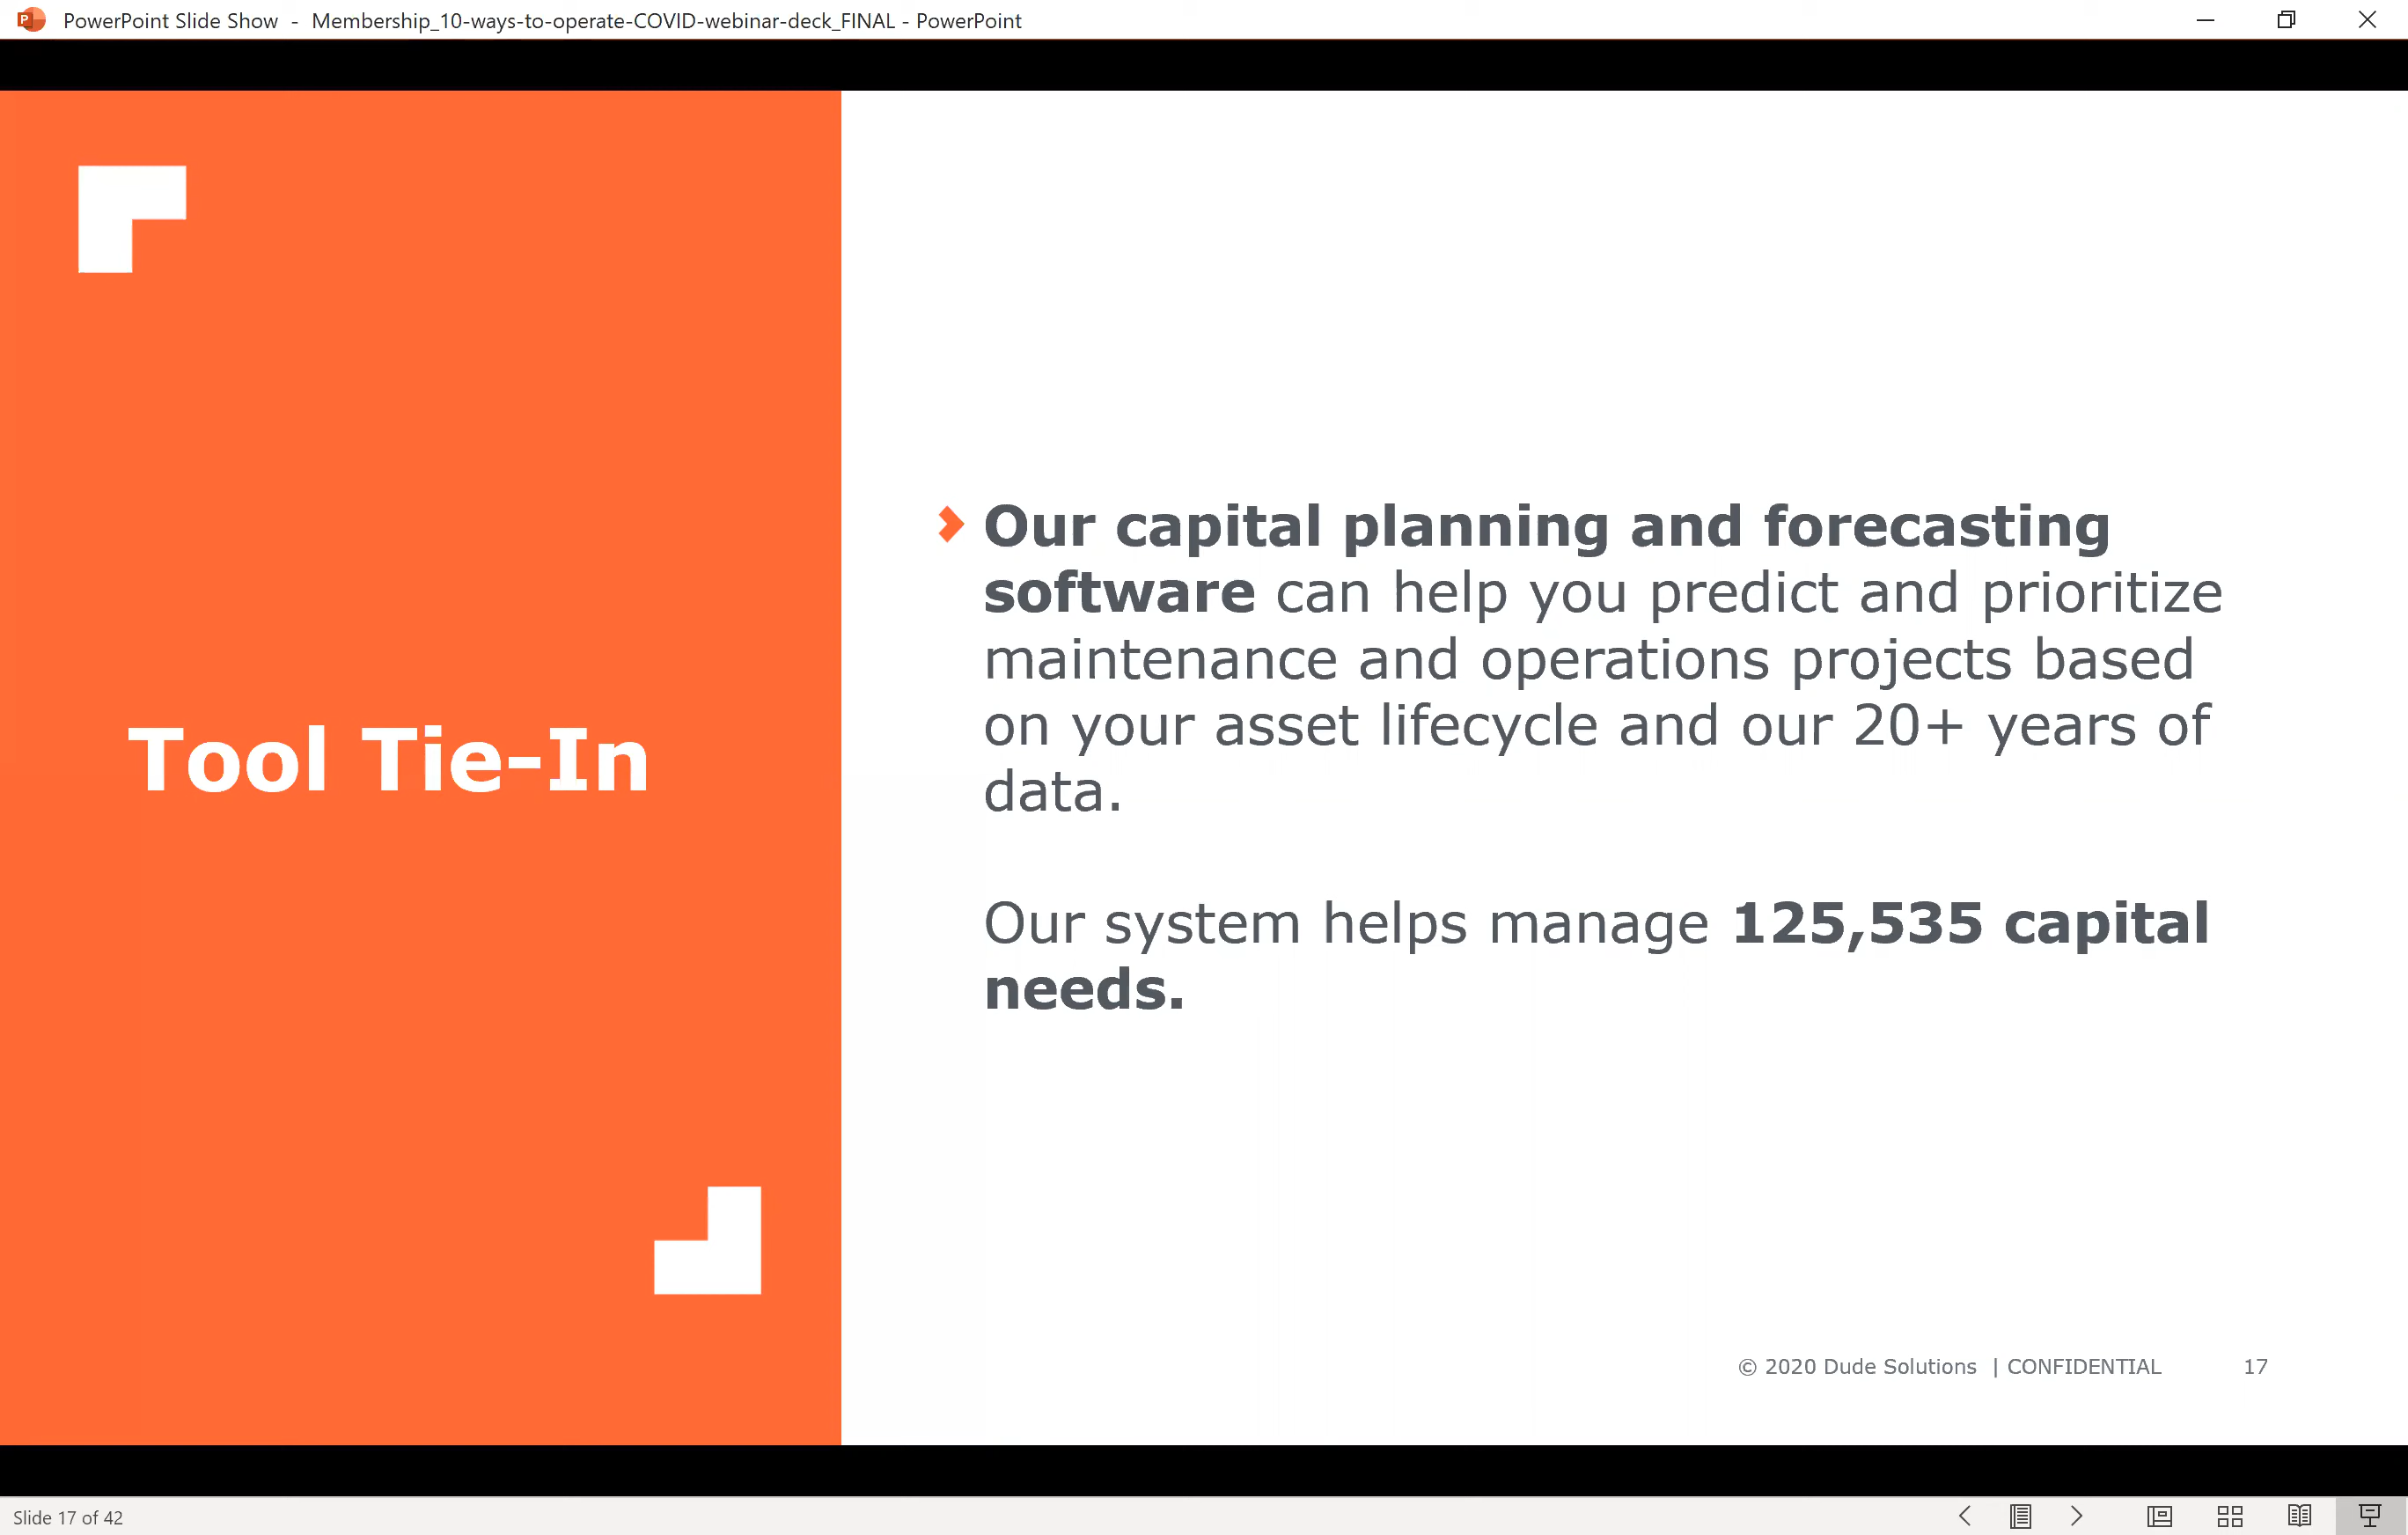 PowerPoint Slide Show - Membership_10-ways-to-operate-COVID-webinar-deck_FINAL - PowerPoint
Tool Tie-In
Our capital planning and forecasting
software can help you predict and prioritize
maintenance and operations projects based
on your asset lifecycle and our 20+ years of
data.
Our system helps manage 125,535 capital
needs.
© 2020 Dude Solutions | CONFIDENTIAL 17
Slide 17 of 42